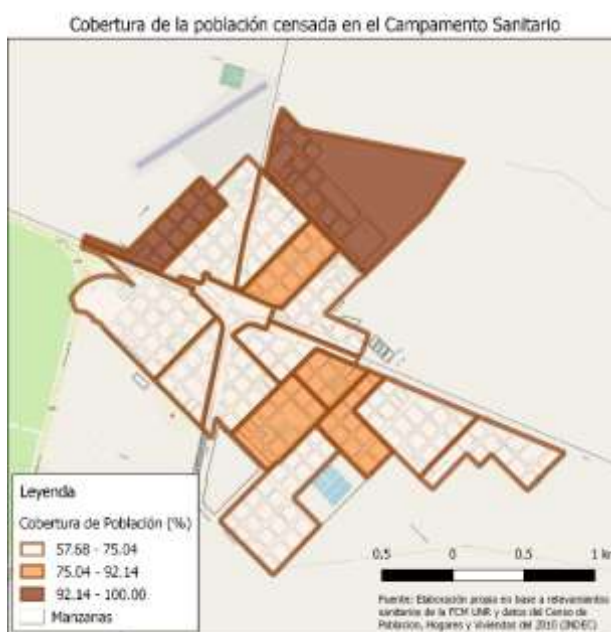 Cobertura de la población censada en el Campamento Sanitario
Leyenda
Cobertura de Población (%)
57.68 - 75.04
75.04 - 92.14
92.14 - 100.00
Manzanas
0.5 0 0.5 1 km
Fuente: Elaboración propia en base a relevamientos
sanitarios de la FCM UNR y datos del Censo de
Poblacion, Hogares y Viviendas del 2010 (INDEC)